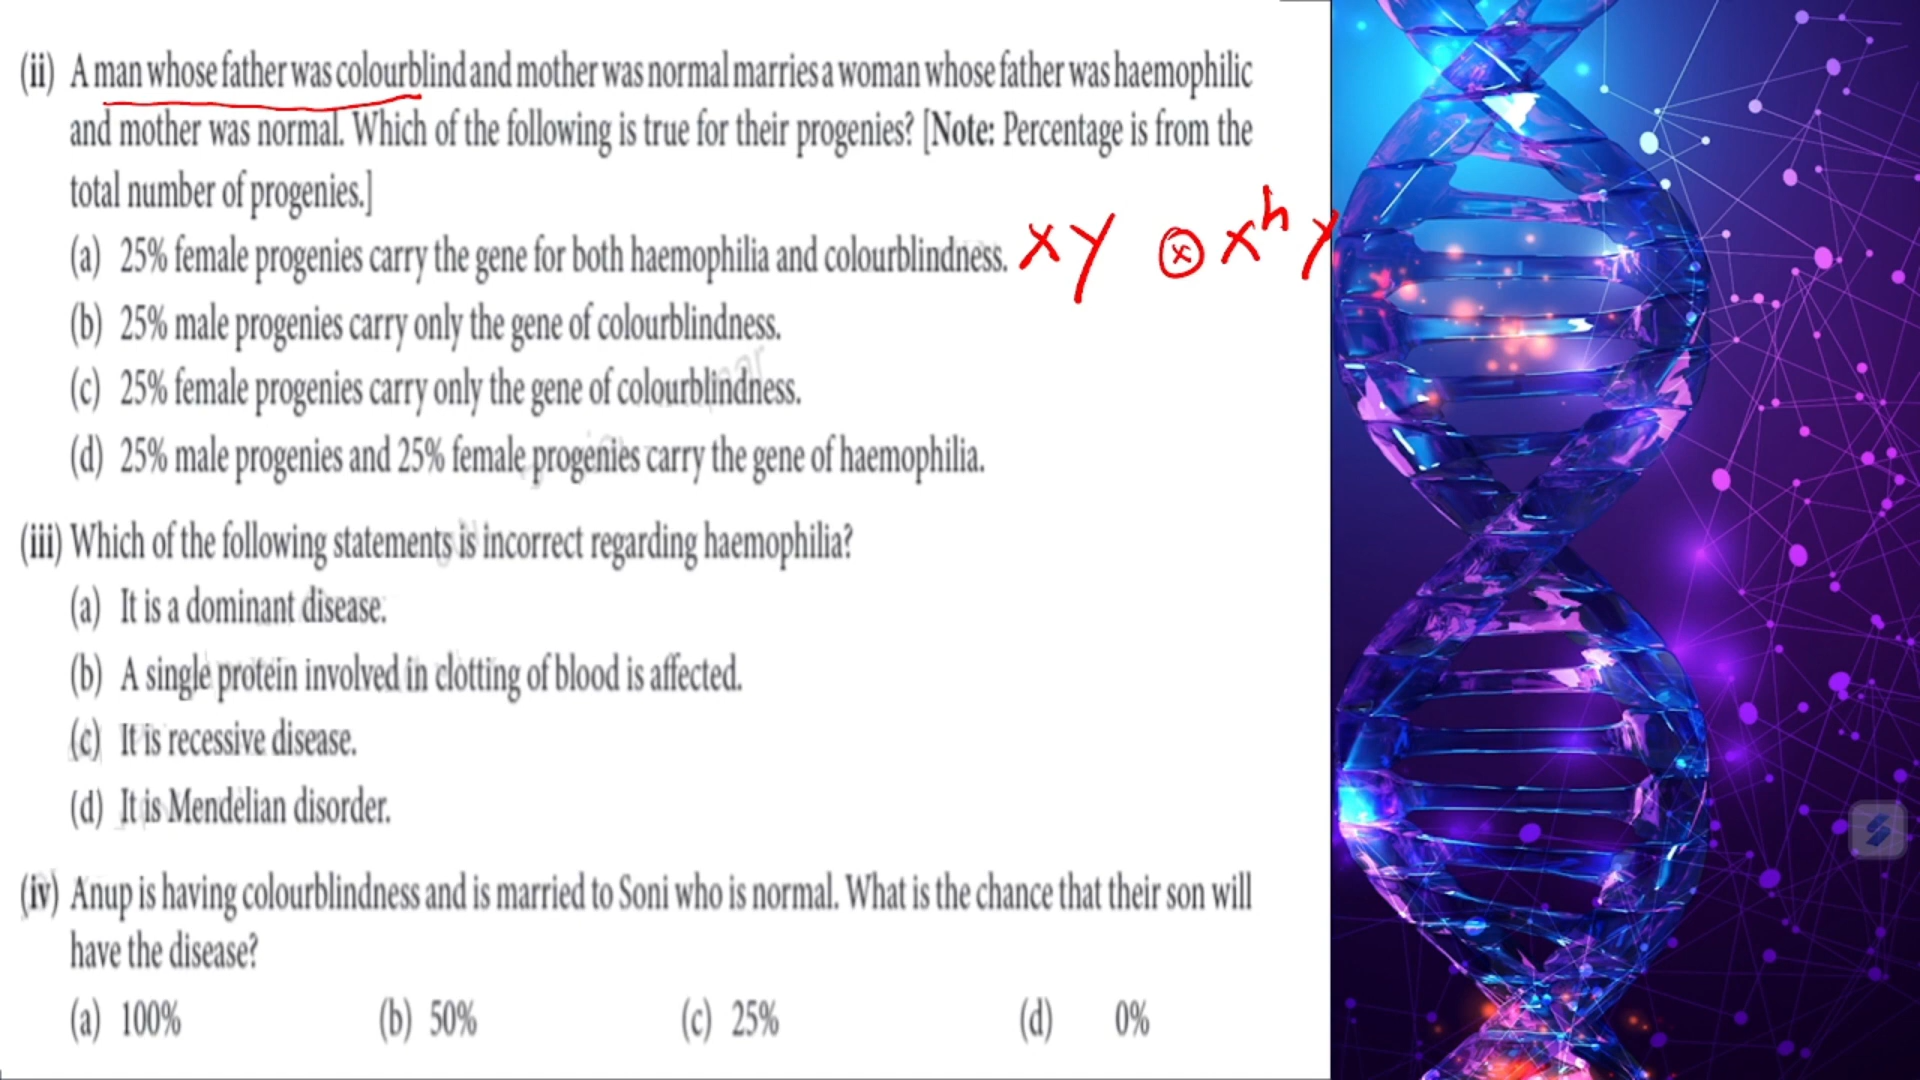 (ii) A man whose father was colourblind and mother was normal marries a woman whose father was haemophilic
and mother was normal. Which of the following is true for their progenies? [Note: Percentage is from the
total number of progenies.]
(a) 25% female progenies carry the gene for both haemophilia and colourblindness.
xy ⊗ xʰy
(b) 25% male progenies carry only the gene of colourblindness.
(c) 25% female progenies carry only the gene of colourblindness.
(d) 25% male progenies and 25% female progenies carry the gene of haemophilia.
(iii) Which of the following statements is incorrect regarding haemophilia?
(a) It is a dominant disease.
(b) A single protein involved in clotting of blood is affected.
(c) It is recessive disease.
(d) It is Mendelian disorder.
(iv) Anup is having colourblindness and is married to Soni who is normal. What is the chance that their son will
have the disease?
(a) 100% (b) 50% (c) 25% (d) 0%